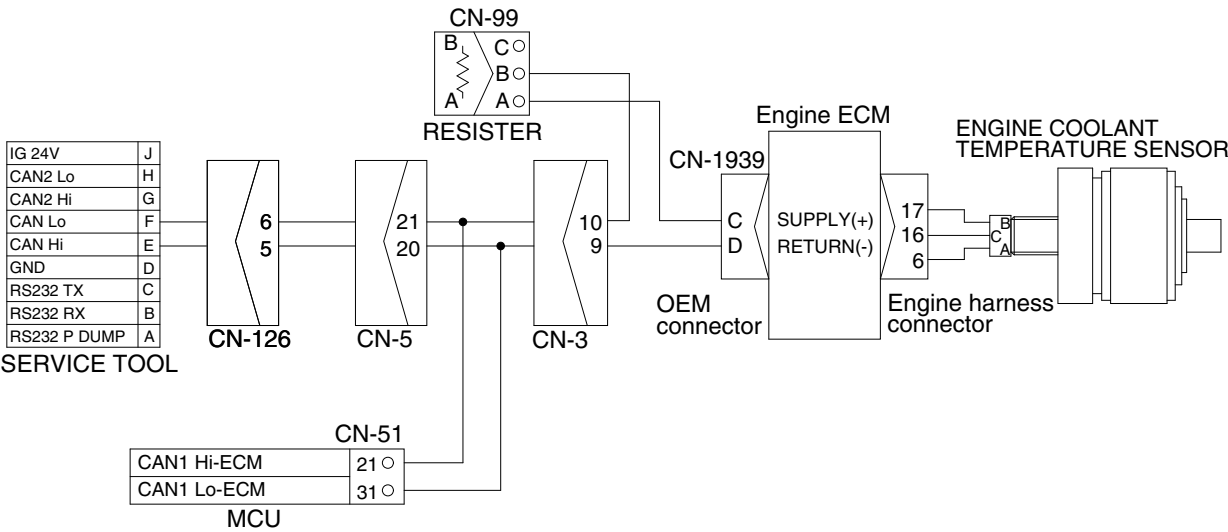 CN-99
B
A
C
B
A
RESISTER
Engine ECM
ENGINE COOLANT
TEMPERATURE SENSOR
CN-1939
IG 24V J
CAN2 Lo H
CAN2 Hi G
CAN Lo F
CAN Hi E
GND D
RS232 TX C
RS232 RX B
RS232 P DUMP A
SERVICE TOOL
6
5
CN-126
21
20
CN-5
10
9
CN-3
C
D
SUPPLY(+)
RETURN(-)
17
16
6
B
C
A
OEM
connector
Engine harness
connector
CN-51
CAN1 Hi-ECM 21
CAN1 Lo-ECM 31
MCU